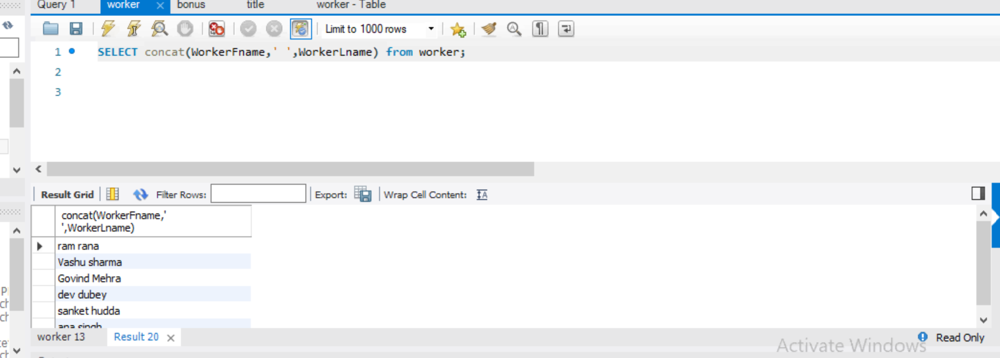 Query 1 worker bonus title worker - Table
Limit to 1000 rows
1 SELECT concat(WorkerFname,' ',WorkerLname) from worker;
2
3
Result Grid Filter Rows: Export: Wrap Cell Content:
concat(WorkerFname,'
',WorkerLname)
ram rana
Vashu sharma
Govind Mehra
dev dubey
sanket hudda
worker 13 Result 20 Read Only
Activate Windows